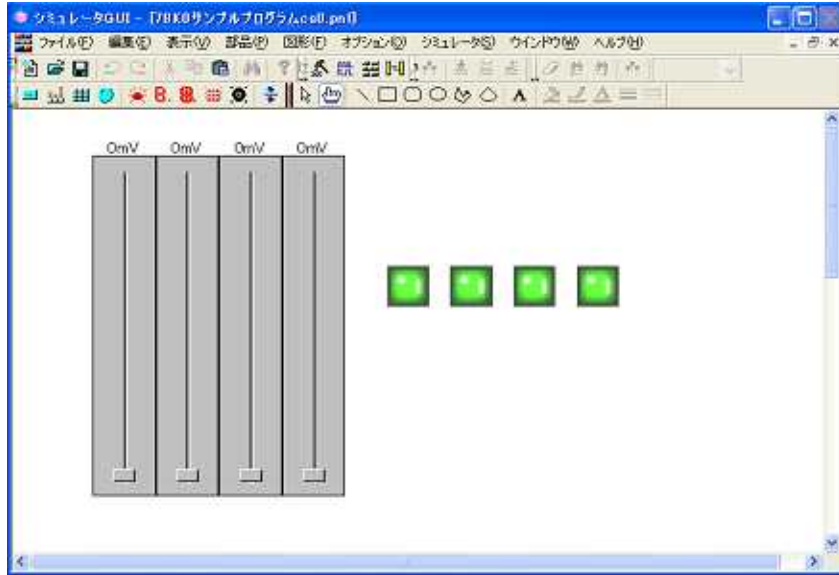 シミュレータGUI - [78K0サンプルプログラムcs0.pnl]
ファイル(F) 編集(E) 表示(V) 部品(P) 図形(F) オプション(O) シミュレータ(S) ウインドウ(W) ヘルプ(H)
0mV 0mV 0mV 0mV